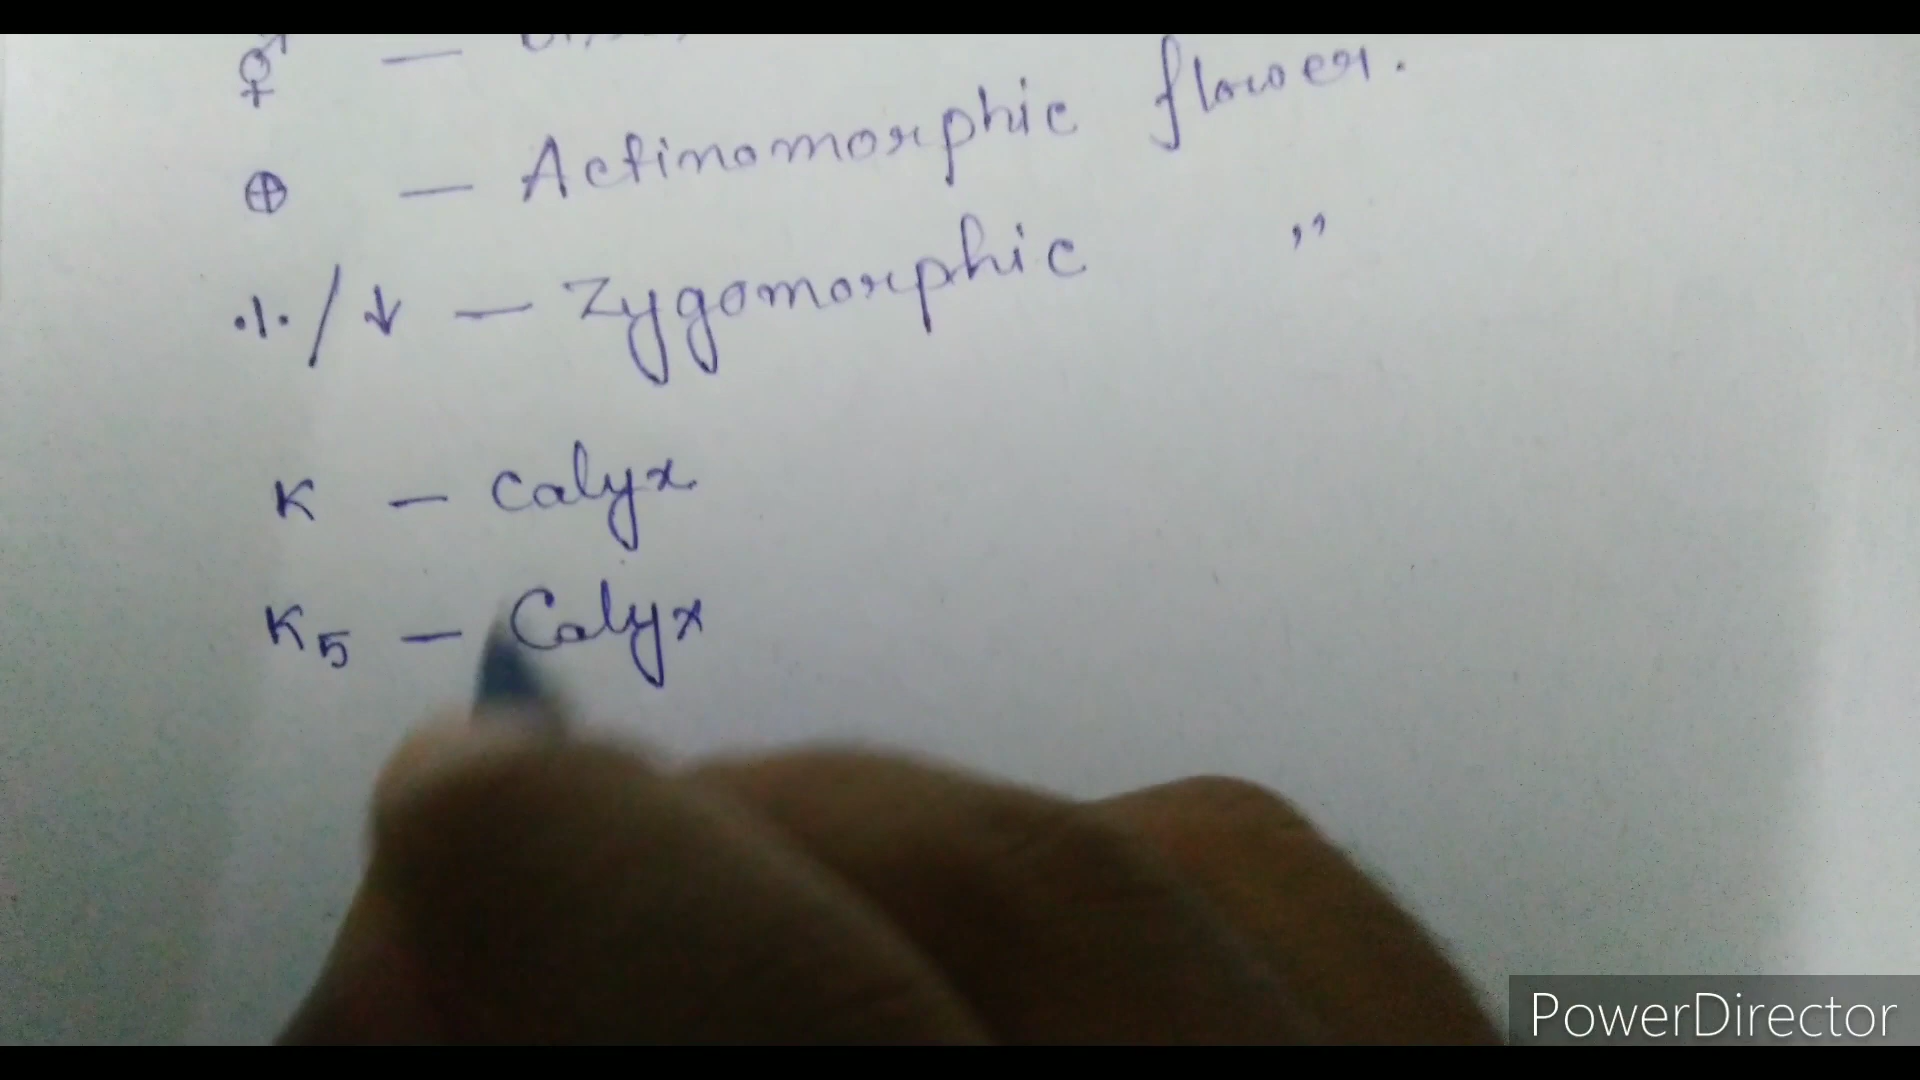 ⚥ —
⊕ — Actinomorphic flower.
·|· / ↓ — Zygomorphic ,,
K — Calyx
K5 — Calyx
PowerDirector